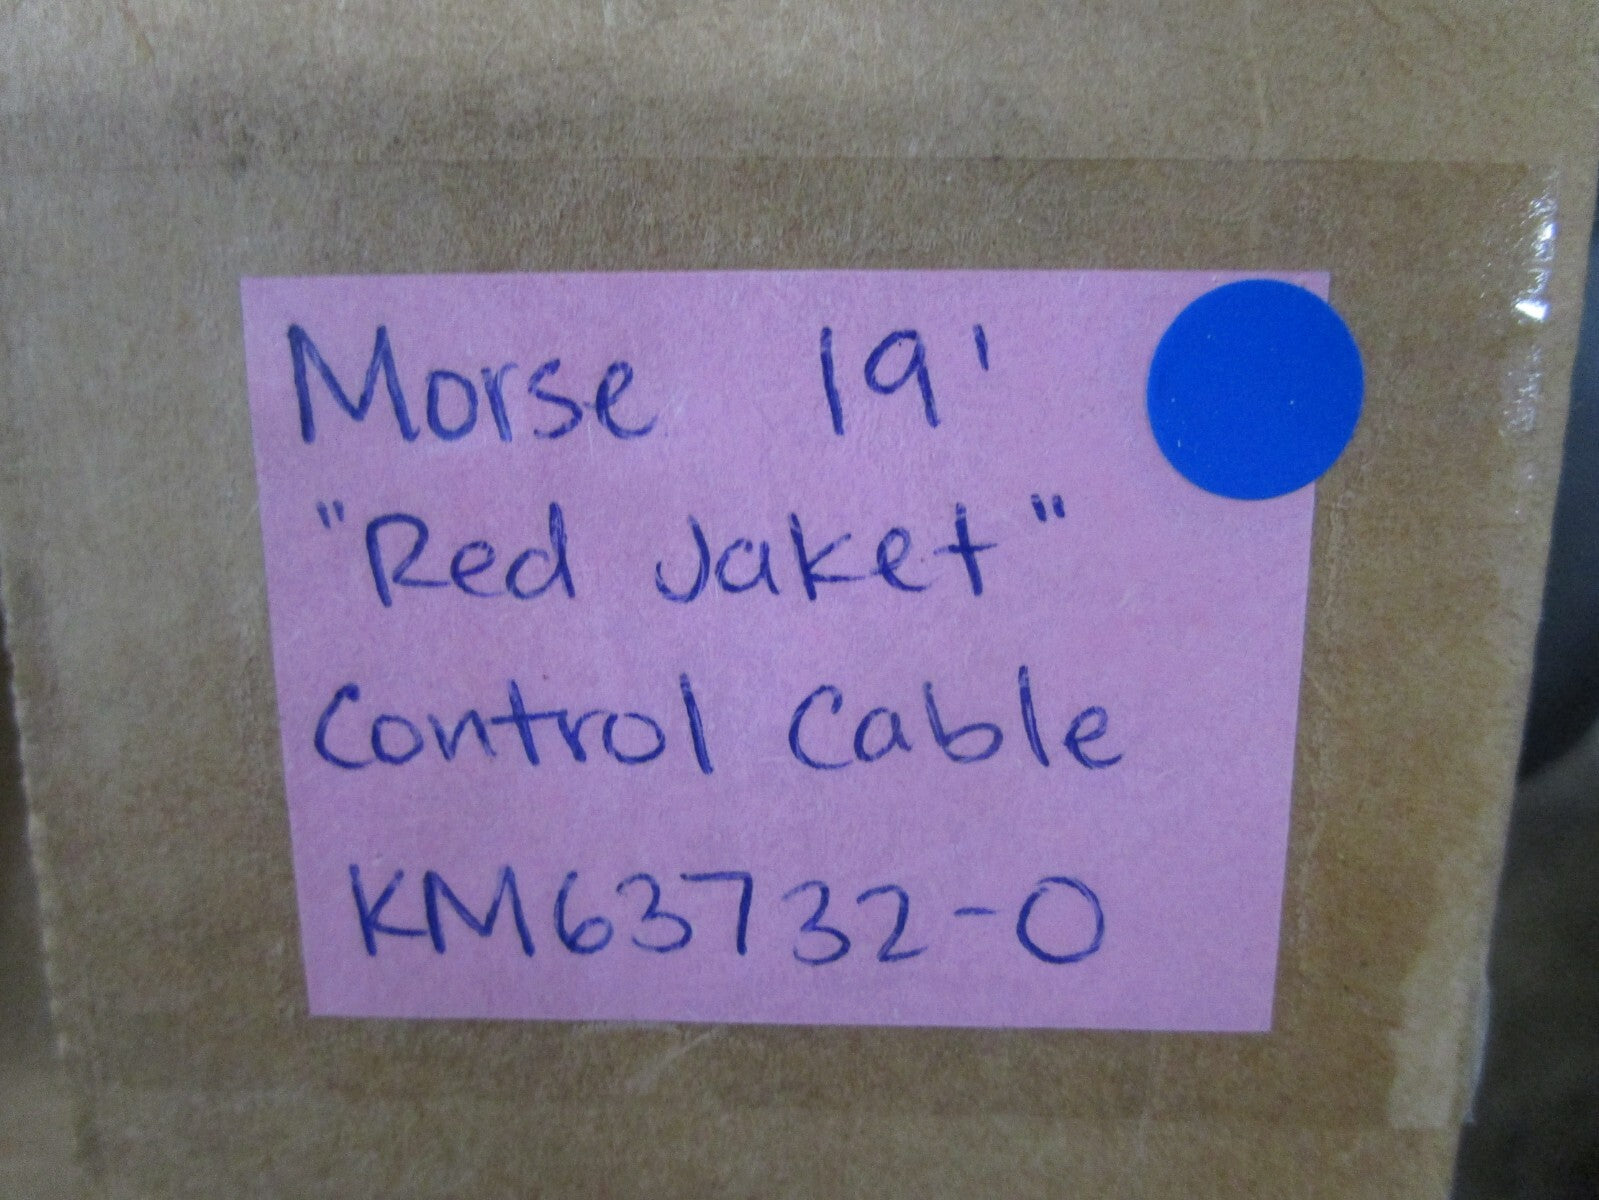 Morse 19'
"Red Jaket"
Control Cable
KM63732-0